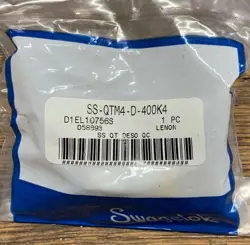 SS-QTM4-D-400K4
D1EL10756S 1 PC
D58993 LENON
SS QT DESO QC
Swagelok